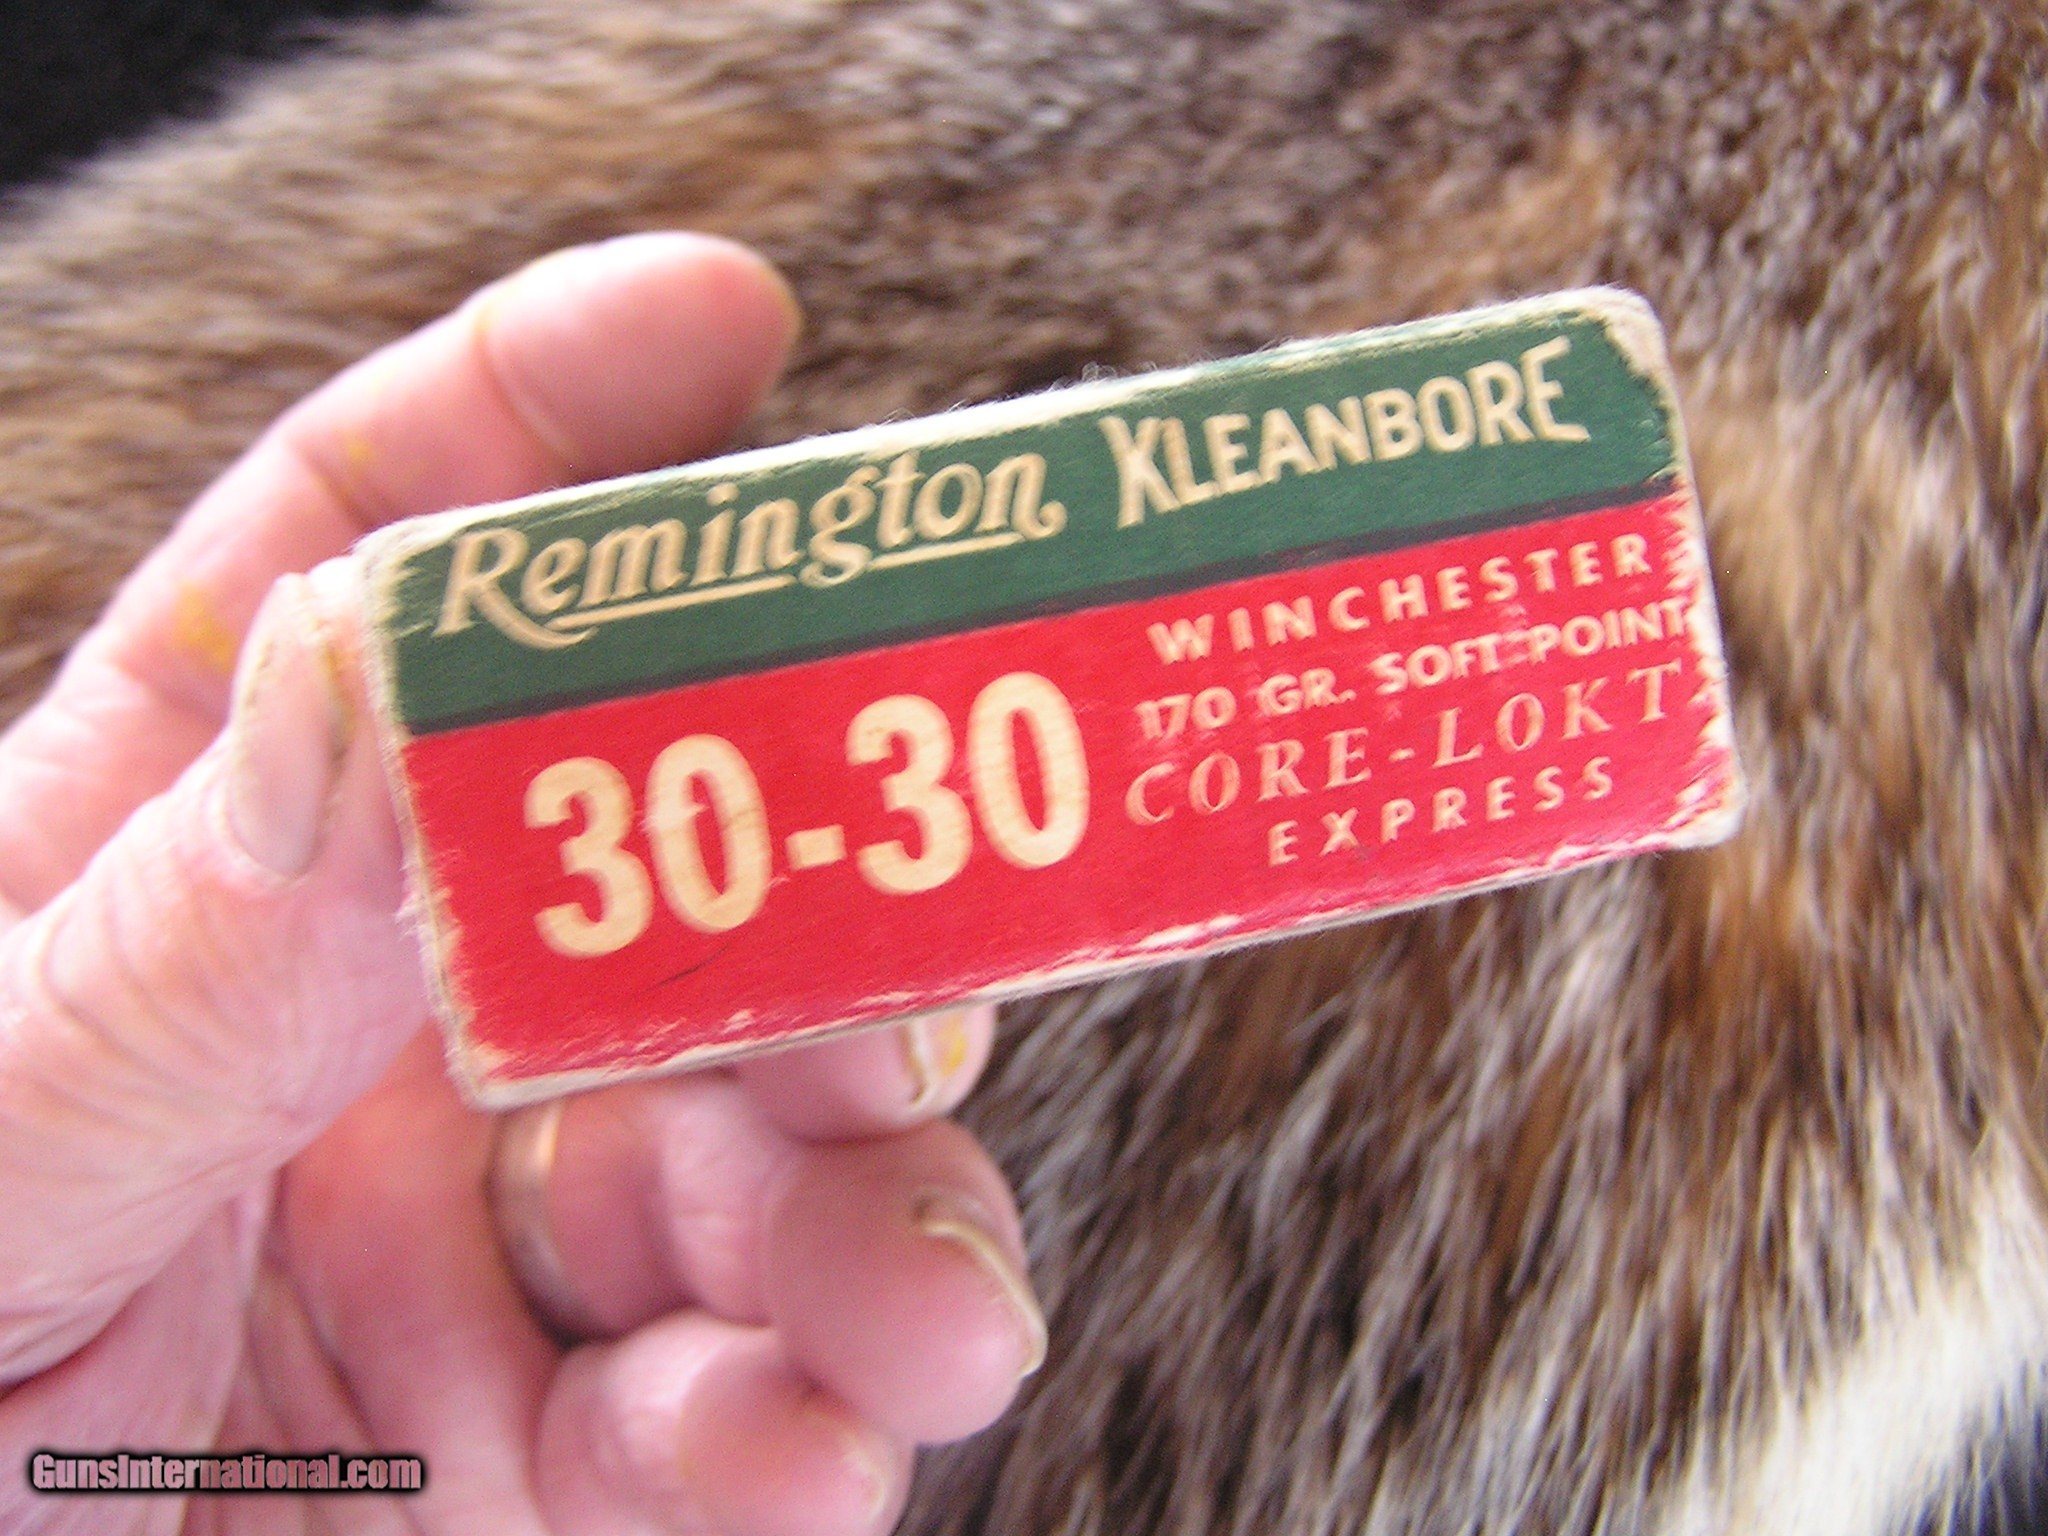 Remington KLEANBORE
30-30
WINCHESTER
170 GR. SOFT POINT
CORE-LOKT
EXPRESS
GunsInternational.com